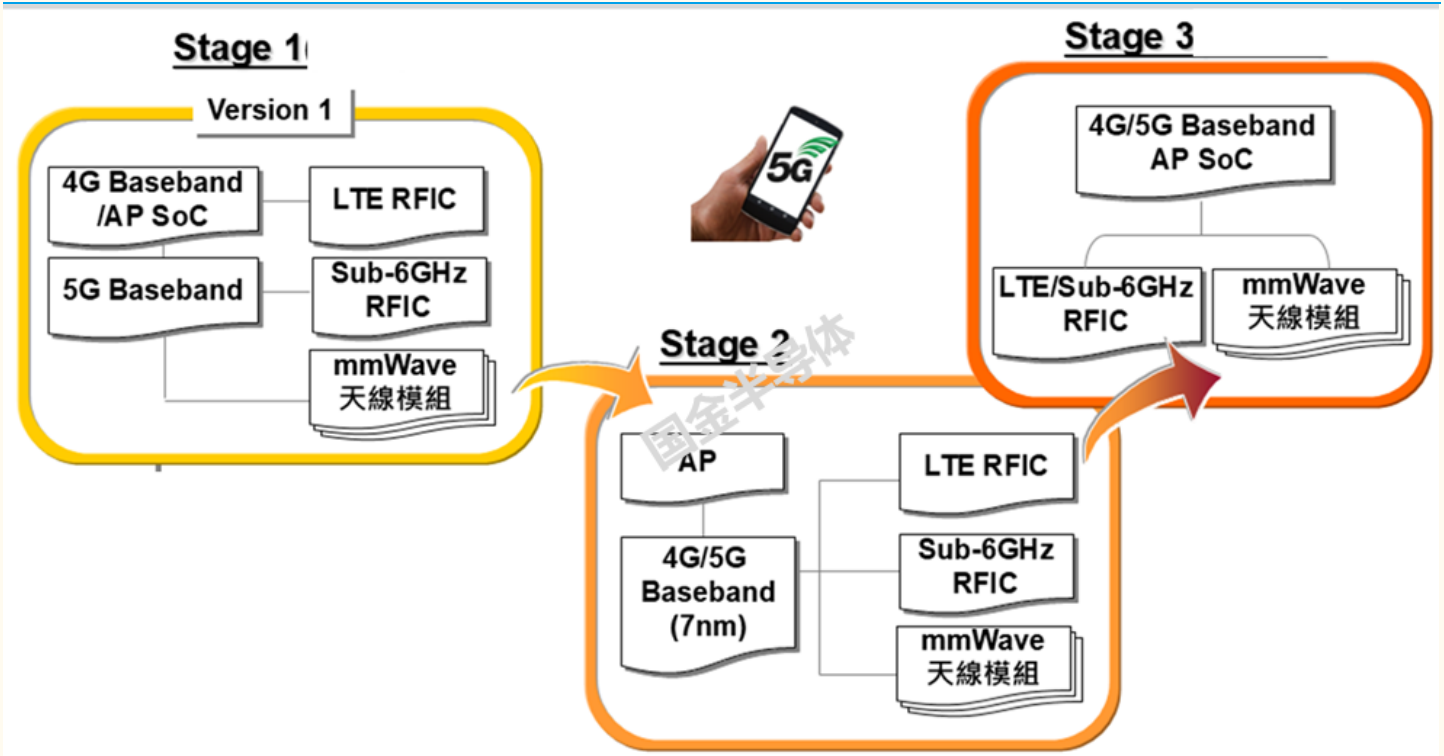 Stage 1
Version 1
4G Baseband
/AP SoC
LTE RFIC
5G Baseband
Sub-6GHz
RFIC
mmWave
天線模組
5G
Stage 2
AP
4G/5G
Baseband
(7nm)
LTE RFIC
Sub-6GHz
RFIC
mmWave
天線模組
国金半导体
Stage 3
4G/5G Baseband
AP SoC
LTE/Sub-6GHz
RFIC
mmWave
天線模組